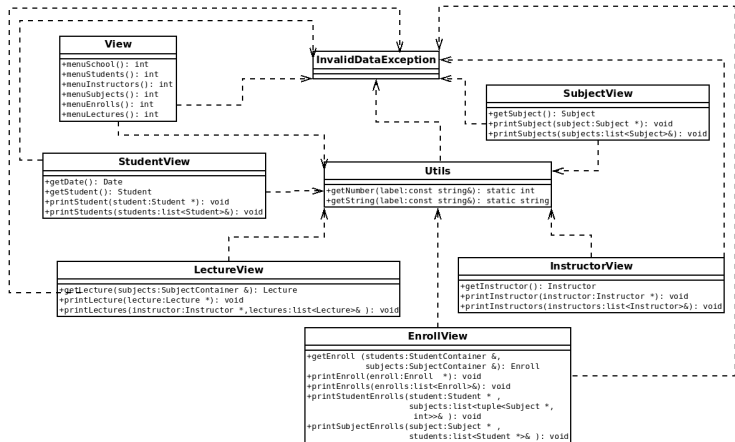 View
+menuSchool(): int
+menuStudents(): int
+menuInstructors(): int
+menuSubjects(): int
+menuEnrolls(): int
+menuLectures(): int
InvalidDataException
SubjectView
+getSubject(): Subject
+printSubject(subject:Subject *): void
+printSubjects(subjects:list<Subject>&): void
StudentView
+getDate(): Date
+getStudent(): Student
+printStudent(student:Student *): void
+printStudents(students:list<Student>&): void
Utils
+getNumber(label:const string&): static int
+getString(label:const string&): static string
LectureView
+getLecture(subjects:SubjectContainer &): Lecture
+printLecture(lecture:Lecture *): void
+printLectures(instructor:Instructor *,lectures:list<Lecture>& ): void
InstructorView
+getInstructor(): Instructor
+printInstructor(instructor:Instructor *): void
+printInstructors(instructors:list<Instructor>&): void
EnrollView
+getEnroll (students:StudentContainer &,
subjects:SubjectContainer &): Enroll
+printEnroll(enroll:Enroll *): void
+printEnrolls(enrolls:list<Enroll>&): void
+printStudentEnrolls(student:Student * ,
subjects:list<tuple<Subject *,
int>>& ): void
+printSubjectEnrolls(subject:Subject * ,
students:list<Student *>& ): void